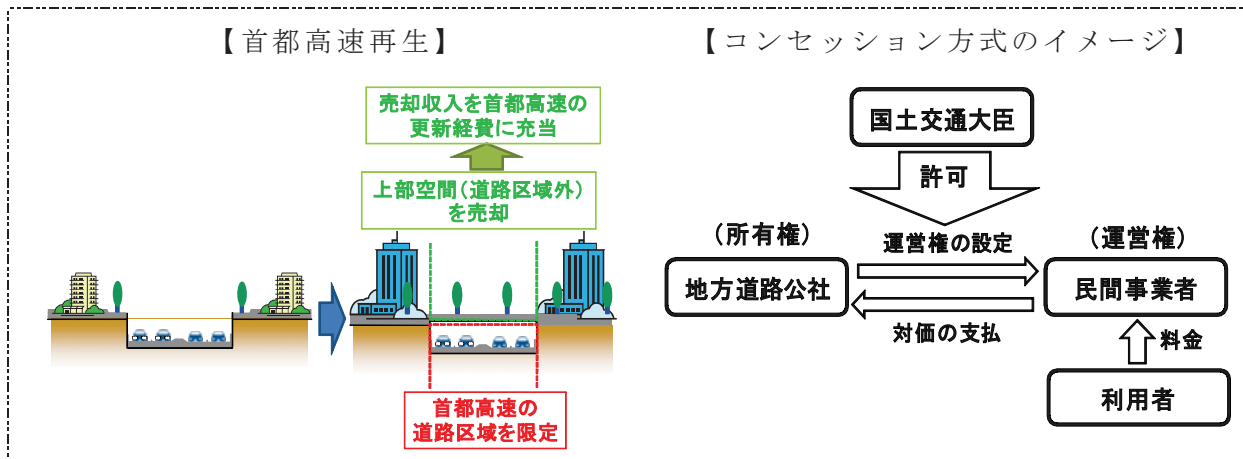 【首都高速再生】
売却収入を首都高速の
更新経費に充当
上部空間(道路区域外)
を売却
首都高速の
道路区域を限定
【コンセッション方式のイメージ】
国土交通大臣
許可
(所有権)
運営権の設定
(運営権)
地方道路公社
民間事業者
対価の支払
料金
利用者